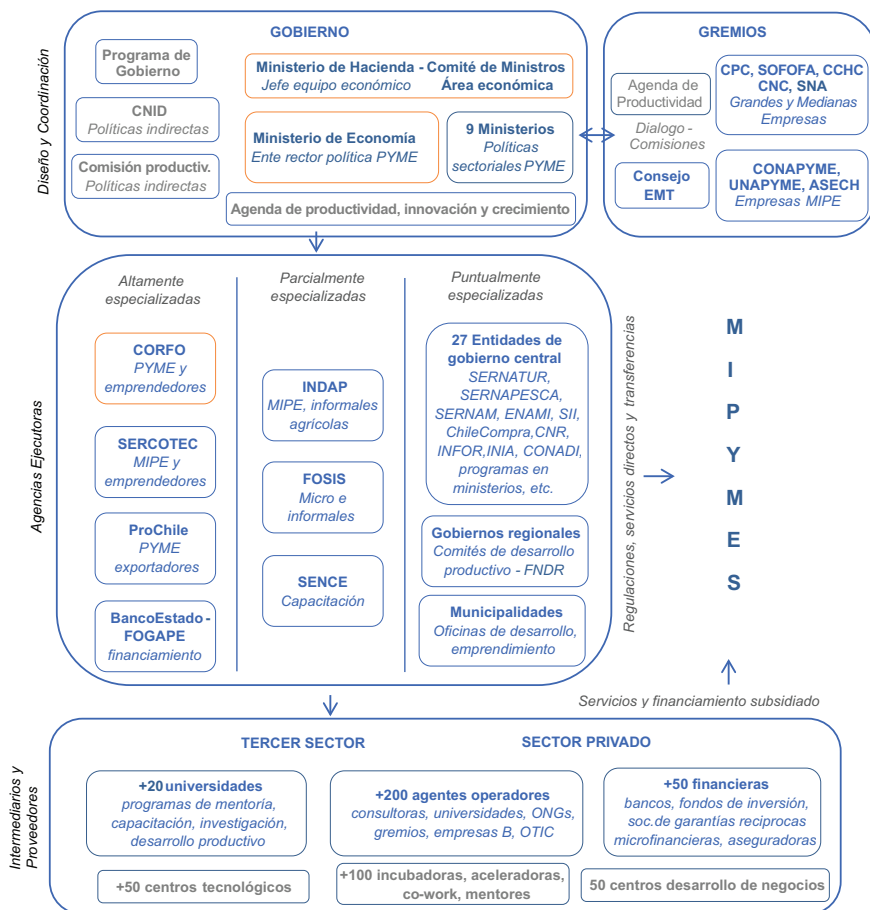 Diseño y Coordinación
GOBIERNO
Programa de
Gobierno
CNID
Políticas indirectas
Comisión productiv.
Políticas indirectas
Ministerio de Hacienda - Comité de Ministros
Jefe equipo económico Área económica
Ministerio de Economía
Ente rector política PYME
9 Ministerios
Políticas
sectoriales PYME
Agenda de productividad, innovación y crecimiento
GREMIOS
Agenda de
Productividad
Dialogo -
Comisiones
Consejo
EMT
CPC, SOFOFA, CCHC
CNC, SNA
Grandes y Medianas
Empresas
CONAPYME,
UNAPYME, ASECH
Empresas MIPE
Agencias Ejecutoras
Altamente
especializadas
CORFO
PYME y
emprendedores
SERCOTEC
MIPE y
emprendedores
ProChile
PYME
exportadores
BancoEstado -
FOGAPE
financiamiento
Parcialmente
especializadas
INDAP
MIPE, informales
agrícolas
FOSIS
Micro e
informales
SENCE
Capacitación
Puntualmente
especializadas
27 Entidades de
gobierno central
SERNATUR,
SERNAPESCA,
SERNAM, ENAMI, SII,
ChileCompra,CNR,
INFOR,INIA, CONADI,
programas en
ministerios, etc.
Gobiernos regionales
Comités de desarrollo
productivo - FNDR
Municipalidades
Oficinas de desarrollo,
emprendimiento
Regulaciones, servicios directos y transferencias
M
I
P
Y
M
E
S
Servicios y financiamiento subsidiado
Intermediarios y
Proveedores
TERCER SECTOR
SECTOR PRIVADO
+20 universidades
programas de mentoría,
capacitación, investigación,
desarrollo productivo
+200 agentes operadores
consultoras, universidades, ONGs,
gremios, empresas B, OTIC
+50 financieras
bancos, fondos de inversión,
soc.de garantías reciprocas
microfinancieras, aseguradoras
+50 centros tecnológicos
+100 incubadoras, aceleradoras,
co-work, mentores
50 centros desarrollo de negocios